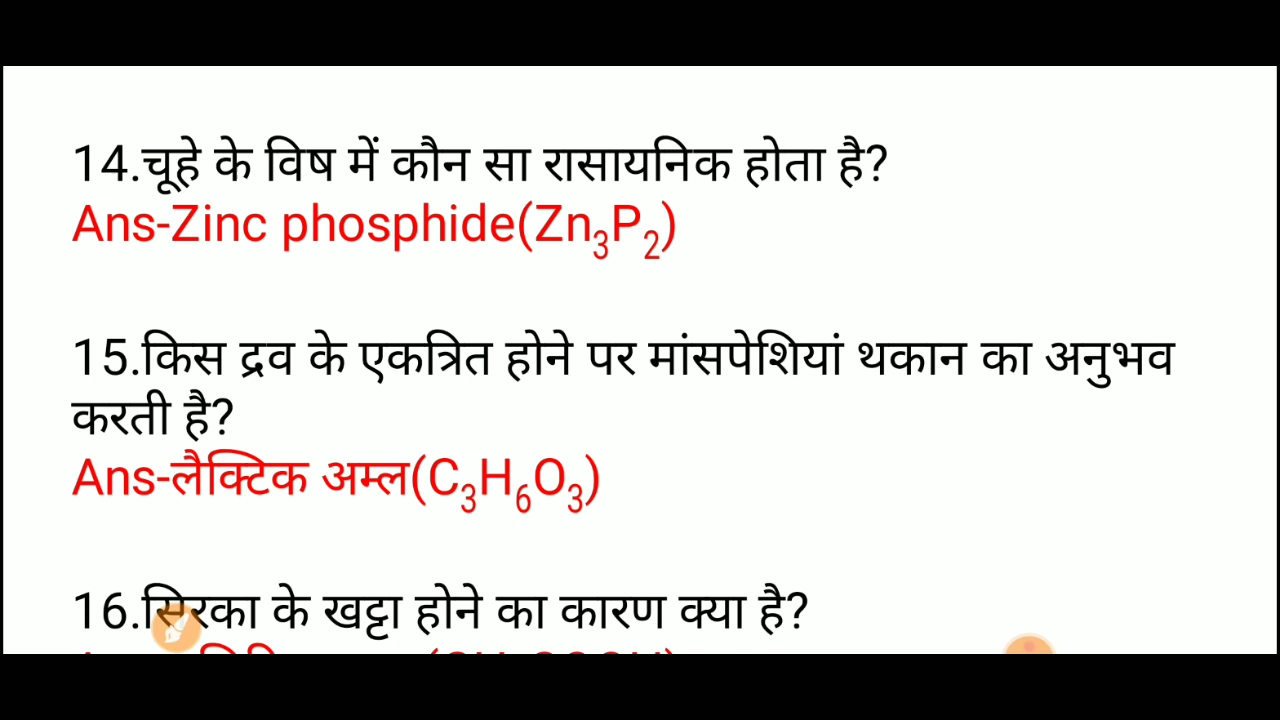 14.चूहे के विष में कौन सा रासायनिक होता है?
Ans-Zinc phosphide(Zn₃P₂)
15.किस द्रव के एकत्रित होने पर मांसपेशियां थकान का अनुभव
करती है?
Ans-लैक्टिक अम्ल(C₃H₆O₃)
16.सिरका के खट्टा होने का कारण क्या है?